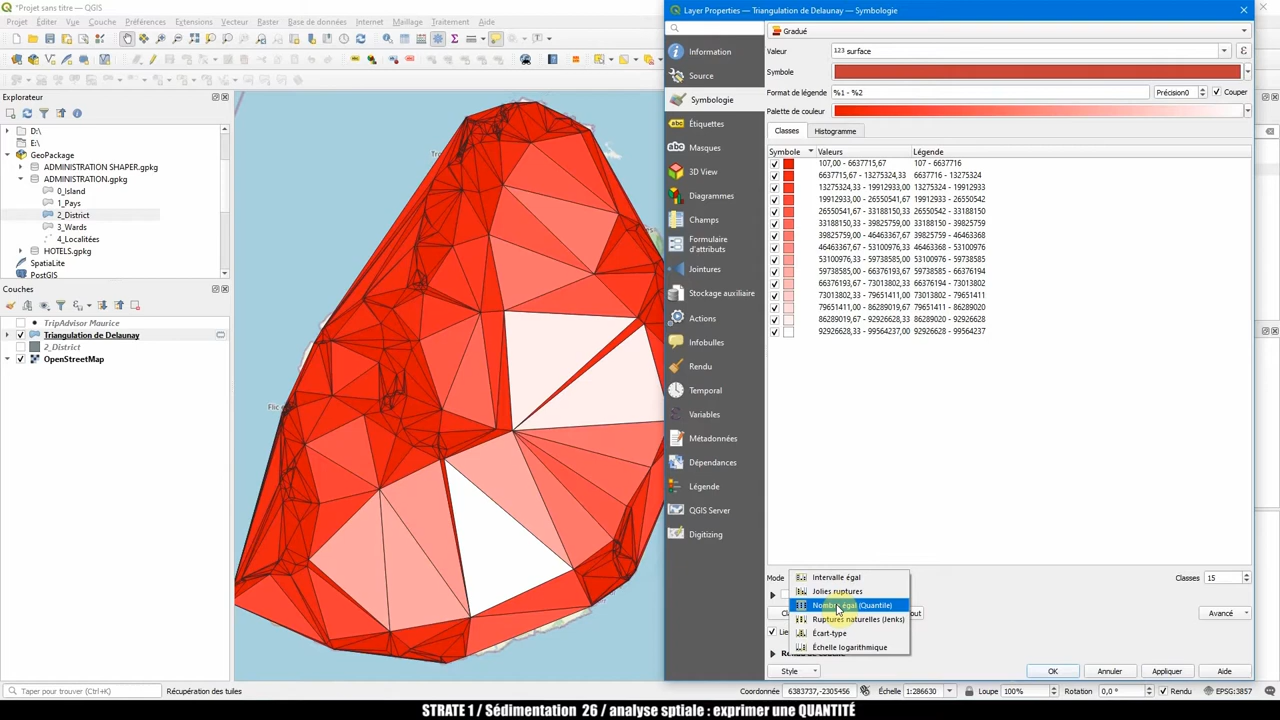 *Projet sans titre — QGIS
Projet Éditer Vue Couche Préférences Extensions Vecteur Raster Base de données Internet Maillage Traitement Aide
Explorateur
D:\
E:\
GeoPackage
ADMINISTRATION SHAPER.gpkg
ADMINISTRATION.gpkg
0_Island
1_Pays
2_District
3_Wards
4_Localitées
HOTELS.gpkg
SpatiaLite
PostGIS
Couches
TripAdvisor Maurice
Triangulation de Delaunay
2_District
OpenStreetMap
Flic
Layer Properties — Triangulation de Delaunay — Symbologie
Information
Source
Symbologie
Étiquettes
Masques
3D View
Diagrammes
Champs
Formulaire
d'attributs
Jointures
Stockage auxiliaire
Actions
Infobulles
Rendu
Temporal
Variables
Métadonnées
Dépendances
Légende
QGIS Server
Digitizing
Gradué
Valeur 123 surface ε
Symbole
Format de légende %1 - %2 Précision0 Couper
Palette de couleur
Classes Histogramme
Symbole Valeurs Légende
107,00 - 6637715,67 107 - 6637716
6637715,67 - 13275324,33 6637716 - 13275324
13275324,33 - 19912933,00 13275324 - 19912933
19912933,00 - 26550541,67 19912933 - 26550542
26550541,67 - 33188150,33 26550542 - 33188150
33188150,33 - 39825759,00 33188150 - 39825759
39825759,00 - 46463367,67 39825759 - 46463368
46463367,67 - 53100976,33 46463368 - 53100976
53100976,33 - 59738585,00 53100976 - 59738585
59738585,00 - 66376193,67 59738585 - 66376194
66376193,67 - 73013802,33 66376194 - 73013802
73013802,33 - 79651411,00 73013802 - 79651411
79651411,00 - 86289019,67 79651411 - 86289020
86289019,67 - 92926628,33 86289020 - 92926628
92926628,33 - 99564237,00 92926628 - 99564237
Mode Classes 15
Intervalle égal
Jolies ruptures
Nombre égal (Quantile)
Ruptures naturelles (Jenks)
Écart-type
Échelle logarithmique
Avancé
Style OK Annuler Appliquer Aide
Taper pour trouver (Ctrl+K) Récupération des tuiles Coordonnée 6383737,-2305456 Échelle 1:286630 Loupe 100% Rotation 0,0 ° Rendu EPSG:3857
STRATE 1 / Sédimentation 26 / analyse sptiale : exprimer une QUANTITÉ